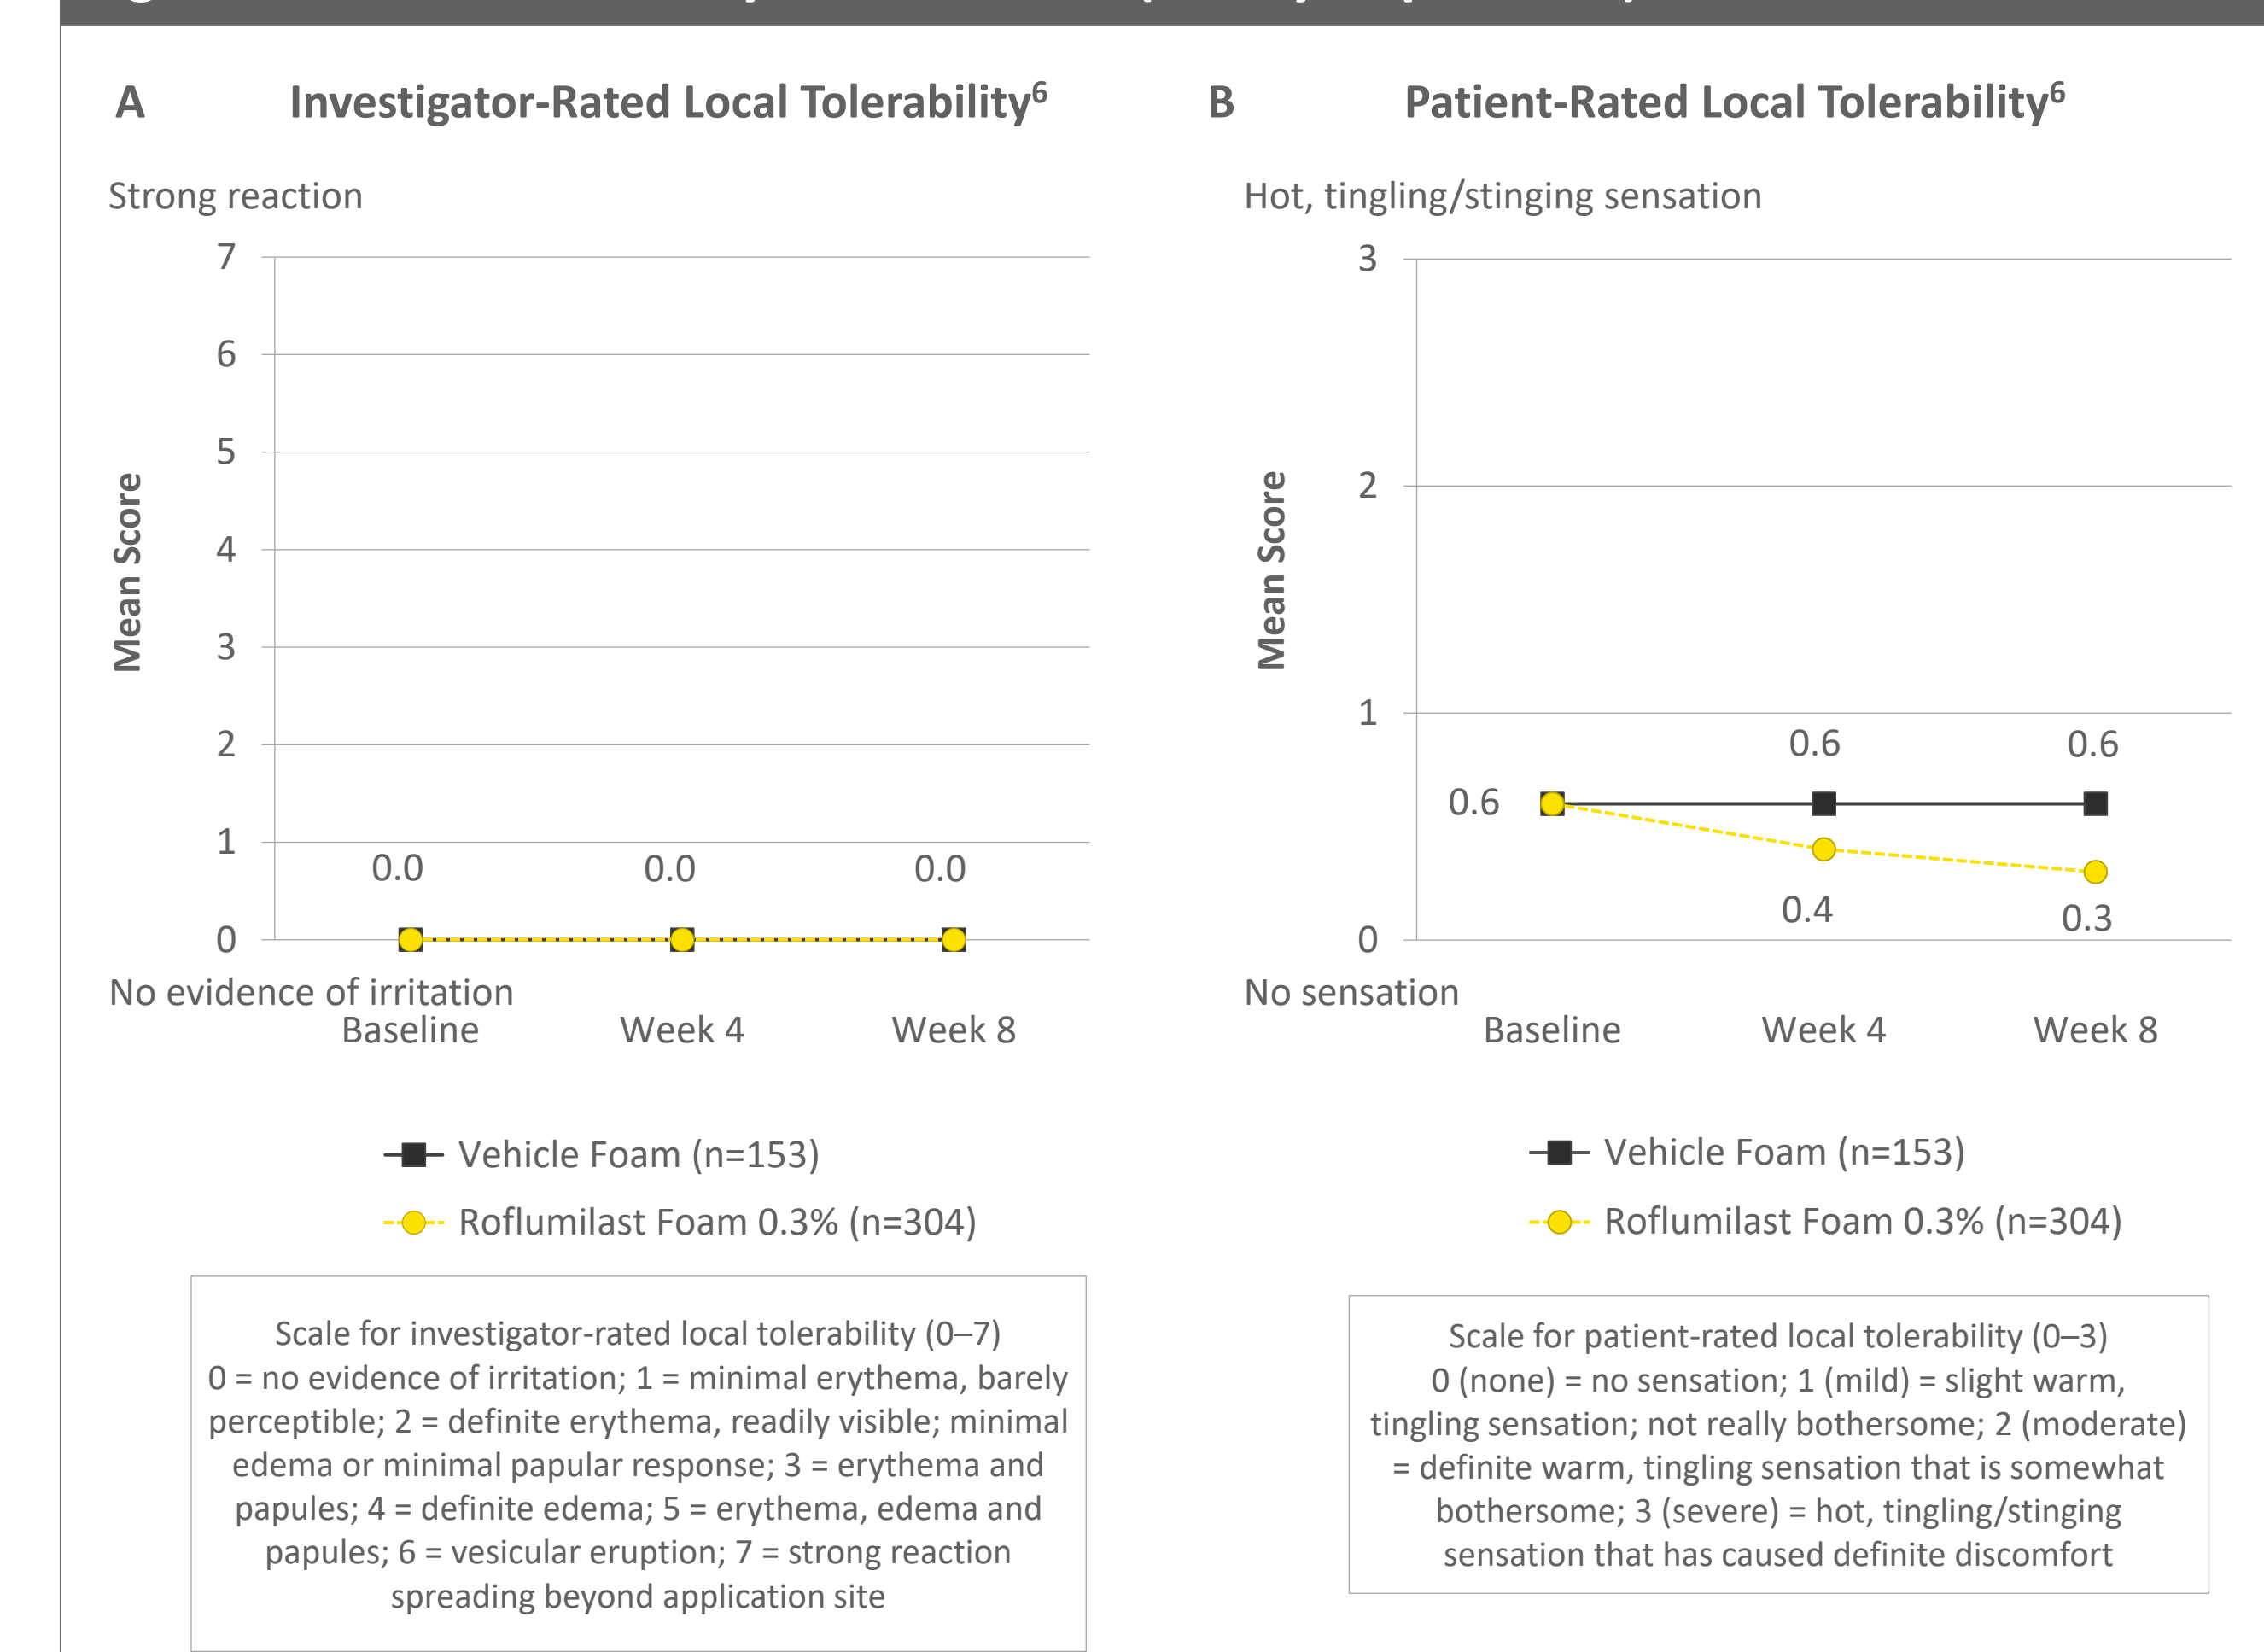 A
Investigator-Rated Local Tolerability⁶
Strong reaction
7
6
5
4
3
2
1
0
Mean Score
0.0
0.0
0.0
No evidence of irritation
Baseline
Week 4
Week 8
Vehicle Foam (n=153)
Roflumilast Foam 0.3% (n=304)
Scale for investigator-rated local tolerability (0–7)
0 = no evidence of irritation; 1 = minimal erythema, barely
perceptible; 2 = definite erythema, readily visible; minimal
edema or minimal papular response; 3 = erythema and
papules; 4 = definite edema; 5 = erythema, edema and
papules; 6 = vesicular eruption; 7 = strong reaction
spreading beyond application site
B
Patient-Rated Local Tolerability⁶
Hot, tingling/stinging sensation
3
2
1
0
Mean Score
0.6
0.6
0.6
0.4
0.3
No sensation
Baseline
Week 4
Week 8
Vehicle Foam (n=153)
Roflumilast Foam 0.3% (n=304)
Scale for patient-rated local tolerability (0–3)
0 (none) = no sensation; 1 (mild) = slight warm,
tingling sensation; not really bothersome; 2 (moderate)
= definite warm, tingling sensation that is somewhat
bothersome; 3 (severe) = hot, tingling/stinging
sensation that has caused definite discomfort